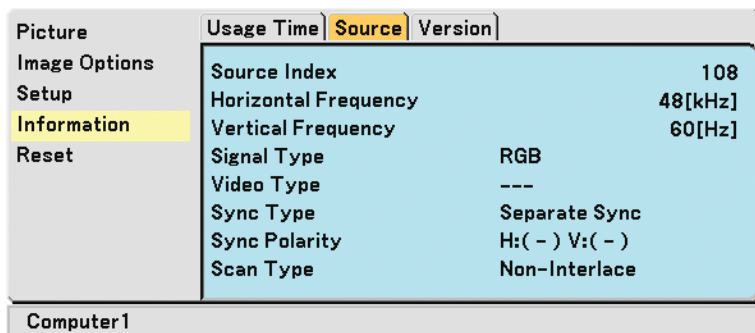 Picture
Image Options
Setup
Information
Reset
Usage Time Source Version
Source Index 108
Horizontal Frequency 48[kHz]
Vertical Frequency 60[Hz]
Signal Type RGB
Video Type ---
Sync Type Separate Sync
Sync Polarity H:( - ) V:( - )
Scan Type Non-Interlace
Computer1